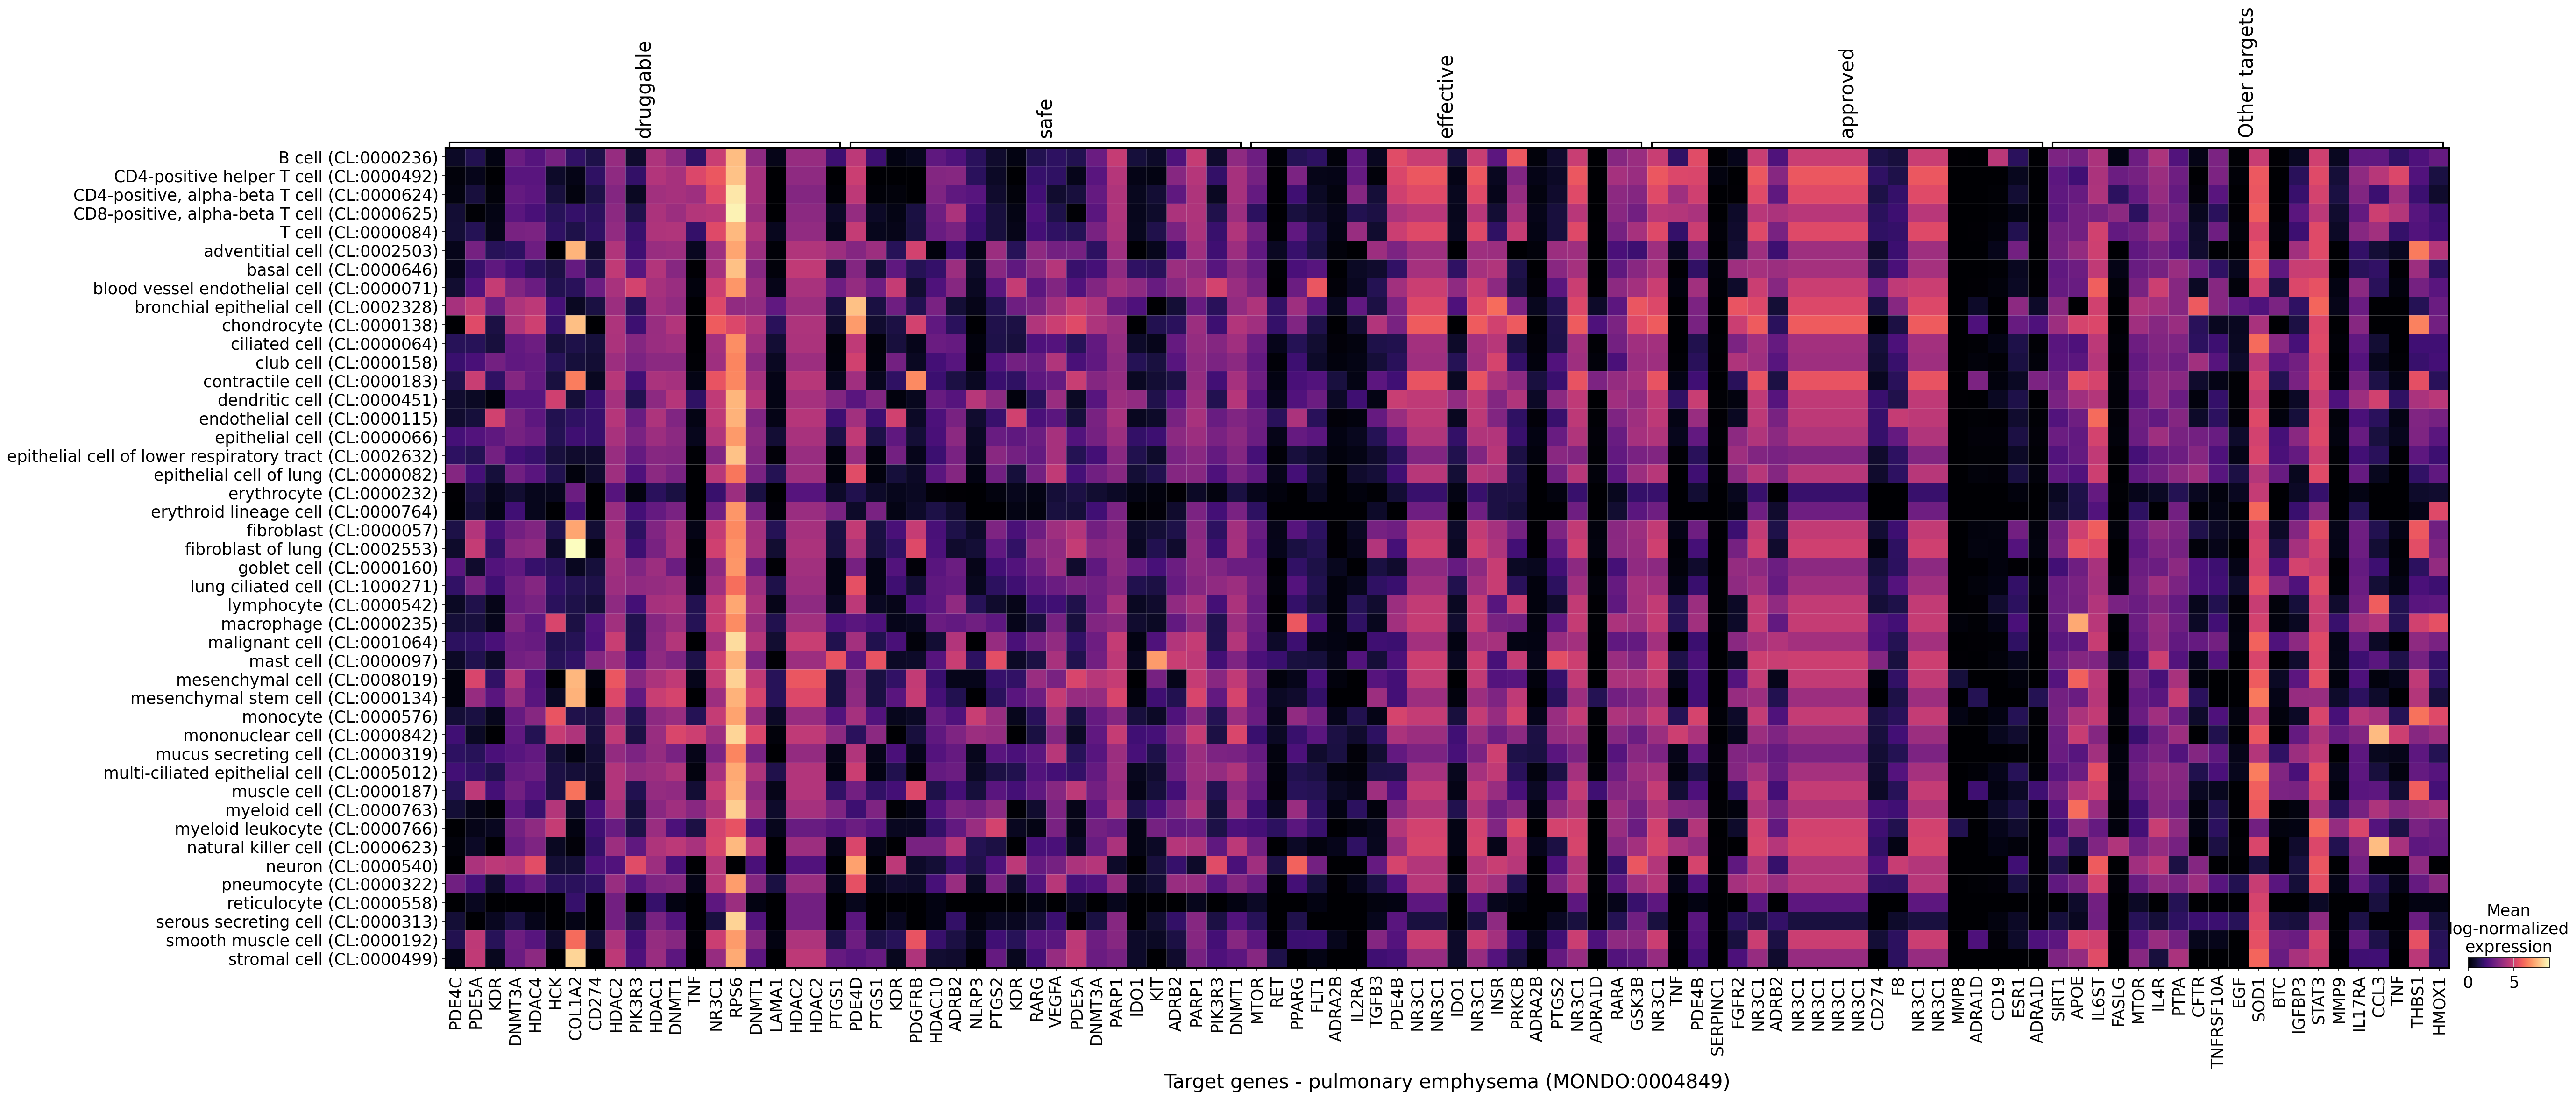 druggable
safe
effective
approved
Other targets
B cell (CL:0000236)
CD4-positive helper T cell (CL:0000492)
CD4-positive, alpha-beta T cell (CL:0000624)
CD8-positive, alpha-beta T cell (CL:0000625)
T cell (CL:0000084)
adventitial cell (CL:0002503)
basal cell (CL:0000646)
blood vessel endothelial cell (CL:0000071)
bronchial epithelial cell (CL:0002328)
chondrocyte (CL:0000138)
ciliated cell (CL:0000064)
club cell (CL:0000158)
contractile cell (CL:0000183)
dendritic cell (CL:0000451)
endothelial cell (CL:0000115)
epithelial cell (CL:0000066)
epithelial cell of lower respiratory tract (CL:0002632)
epithelial cell of lung (CL:0000082)
erythrocyte (CL:0000232)
erythroid lineage cell (CL:0000764)
fibroblast (CL:0000057)
fibroblast of lung (CL:0002553)
goblet cell (CL:0000160)
lung ciliated cell (CL:1000271)
lymphocyte (CL:0000542)
macrophage (CL:0000235)
malignant cell (CL:0001064)
mast cell (CL:0000097)
mesenchymal cell (CL:0008019)
mesenchymal stem cell (CL:0000134)
monocyte (CL:0000576)
mononuclear cell (CL:0000842)
mucus secreting cell (CL:0000319)
multi-ciliated epithelial cell (CL:0005012)
muscle cell (CL:0000187)
myeloid cell (CL:0000763)
myeloid leukocyte (CL:0000766)
natural killer cell (CL:0000623)
neuron (CL:0000540)
pneumocyte (CL:0000322)
reticulocyte (CL:0000558)
serous secreting cell (CL:0000313)
smooth muscle cell (CL:0000192)
stromal cell (CL:0000499)
PDE4C
PDE5A
KDR
DNMT3A
HDAC4
HCK
COL1A2
CD274
HDAC2
PIK3R3
HDAC1
DNMT1
TNF
NR3C1
RPS6
DNMT1
LAMA1
HDAC2
HDAC2
PTGS1
PDE4D
PTGS1
KDR
PDGFRB
HDAC10
ADRB2
NLRP3
PTGS2
KDR
RARG
VEGFA
PDE5A
DNMT3A
PARP1
IDO1
KIT
ADRB2
PARP1
PIK3R3
DNMT1
MTOR
RET
PPARG
FLT1
ADRA2B
IL2RA
TGFB3
PDE4B
NR3C1
NR3C1
IDO1
NR3C1
INSR
PRKCB
ADRA2B
PTGS2
NR3C1
ADRA1D
RARA
GSK3B
NR3C1
TNF
PDE4B
SERPINC1
FGFR2
NR3C1
ADRB2
NR3C1
NR3C1
NR3C1
NR3C1
CD274
F8
NR3C1
NR3C1
MMP8
ADRA1D
CD19
ESR1
ADRA1D
SIRT1
APOE
IL6ST
FASLG
MTOR
IL4R
PTPA
CFTR
TNFRSF10A
EGF
SOD1
BTC
IGFBP3
STAT3
MMP9
IL17RA
CCL3
TNF
THBS1
HMOX1
Target genes - pulmonary emphysema (MONDO:0004849)
Mean
log-normalized
expression
0
5